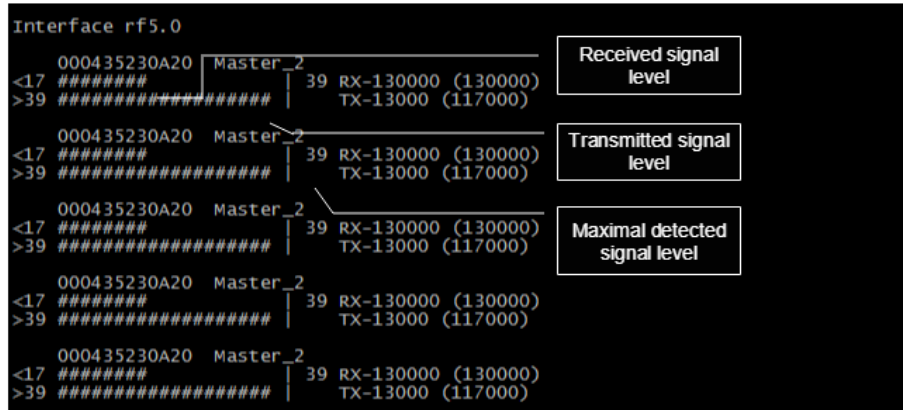 Interface rf5.0
000435230A20 Master_2
<17 ######## | 39 RX-130000 (130000)
>39 ################### | TX-13000 (117000)
000435230A20 Master_2
<17 ######## | 39 RX-130000 (130000)
>39 ################### | TX-13000 (117000)
000435230A20 Master_2
<17 ######## | 39 RX-130000 (130000)
>39 ################### | TX-13000 (117000)
000435230A20 Master_2
<17 ######## | 39 RX-130000 (130000)
>39 ################### | TX-13000 (117000)
000435230A20 Master_2
<17 ######## | 39 RX-130000 (130000)
>39 ################### | TX-13000 (117000)
Received signal
level
Transmitted signal
level
Maximal detected
signal level